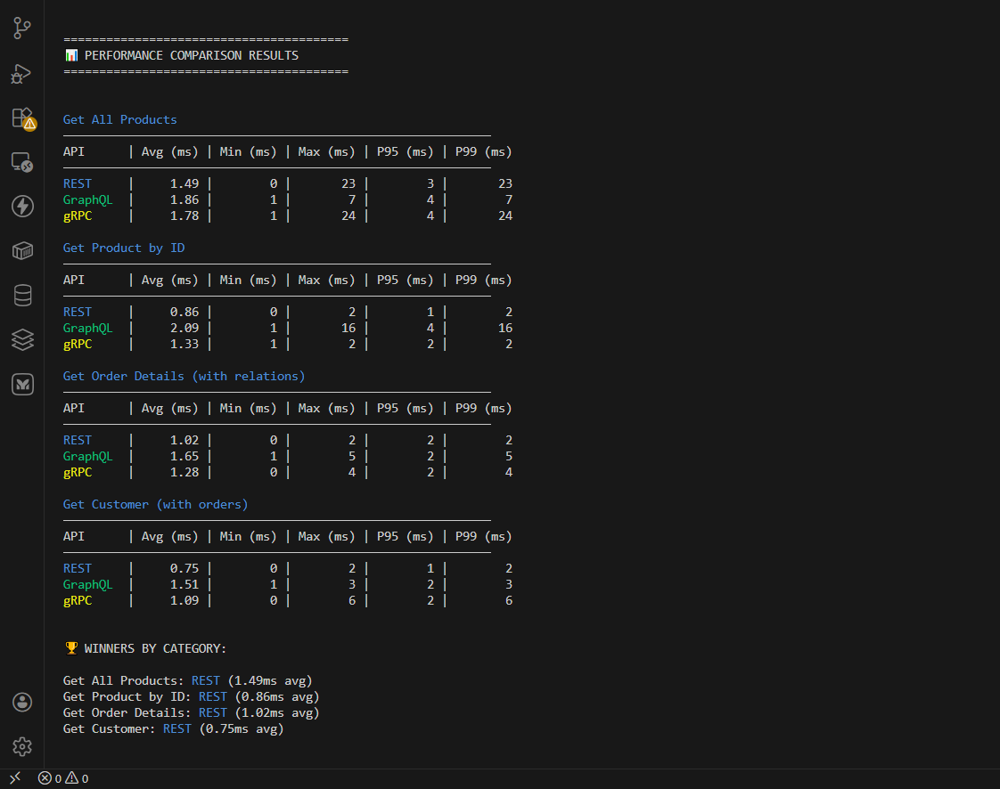 ========================================
📊 PERFORMANCE COMPARISON RESULTS
========================================
Get All Products
────────────────────────────────────────────────────────────
API      | Avg (ms) | Min (ms) | Max (ms) | P95 (ms) | P99 (ms)
────────────────────────────────────────────────────────────
REST     |     1.49 |        0 |       23 |        3 |       23
GraphQL  |     1.86 |        1 |        7 |        4 |        7
gRPC     |     1.78 |        1 |       24 |        4 |       24
Get Product by ID
────────────────────────────────────────────────────────────
API      | Avg (ms) | Min (ms) | Max (ms) | P95 (ms) | P99 (ms)
────────────────────────────────────────────────────────────
REST     |     0.86 |        0 |        2 |        1 |        2
GraphQL  |     2.09 |        1 |       16 |        4 |       16
gRPC     |     1.33 |        1 |        2 |        2 |        2
Get Order Details (with relations)
────────────────────────────────────────────────────────────
API      | Avg (ms) | Min (ms) | Max (ms) | P95 (ms) | P99 (ms)
────────────────────────────────────────────────────────────
REST     |     1.02 |        0 |        2 |        2 |        2
GraphQL  |     1.65 |        1 |        5 |        2 |        5
gRPC     |     1.28 |        0 |        4 |        2 |        4
Get Customer (with orders)
────────────────────────────────────────────────────────────
API      | Avg (ms) | Min (ms) | Max (ms) | P95 (ms) | P99 (ms)
────────────────────────────────────────────────────────────
REST     |     0.75 |        0 |        2 |        1 |        2
GraphQL  |     1.51 |        1 |        3 |        2 |        3
gRPC     |     1.09 |        0 |        6 |        2 |        6
🏆 WINNERS BY CATEGORY:
Get All Products: REST (1.49ms avg)
Get Product by ID: REST (0.86ms avg)
Get Order Details: REST (1.02ms avg)
Get Customer: REST (0.75ms avg)
0 0